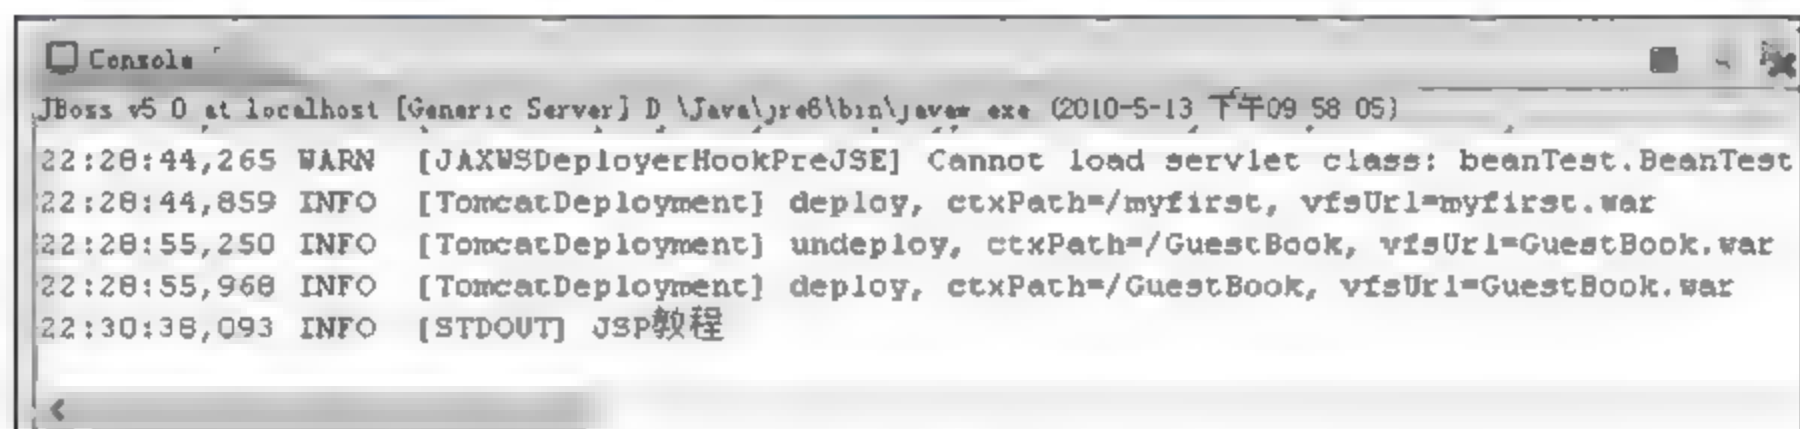 Console
JBoss v5 0 at localhost [Generic Server] D \Java\jre6\bin\javaw exe (2010-5-13 下午09 58 05)
22:28:44,265 WARN [JAXWSDeployerHookPreJSE] Cannot load servlet class: beanTest.BeanTest
22:28:44,859 INFO [TomcatDeployment] deploy, ctxPath=/myfirst, vfsUrl=myfirst.war
22:28:55,250 INFO [TomcatDeployment] undeploy, ctxPath=/GuestBook, vfsUrl=GuestBook.war
22:28:55,968 INFO [TomcatDeployment] deploy, ctxPath=/GuestBook, vfsUrl=GuestBook.war
22:30:38,093 INFO [STDOUT] JSP教程